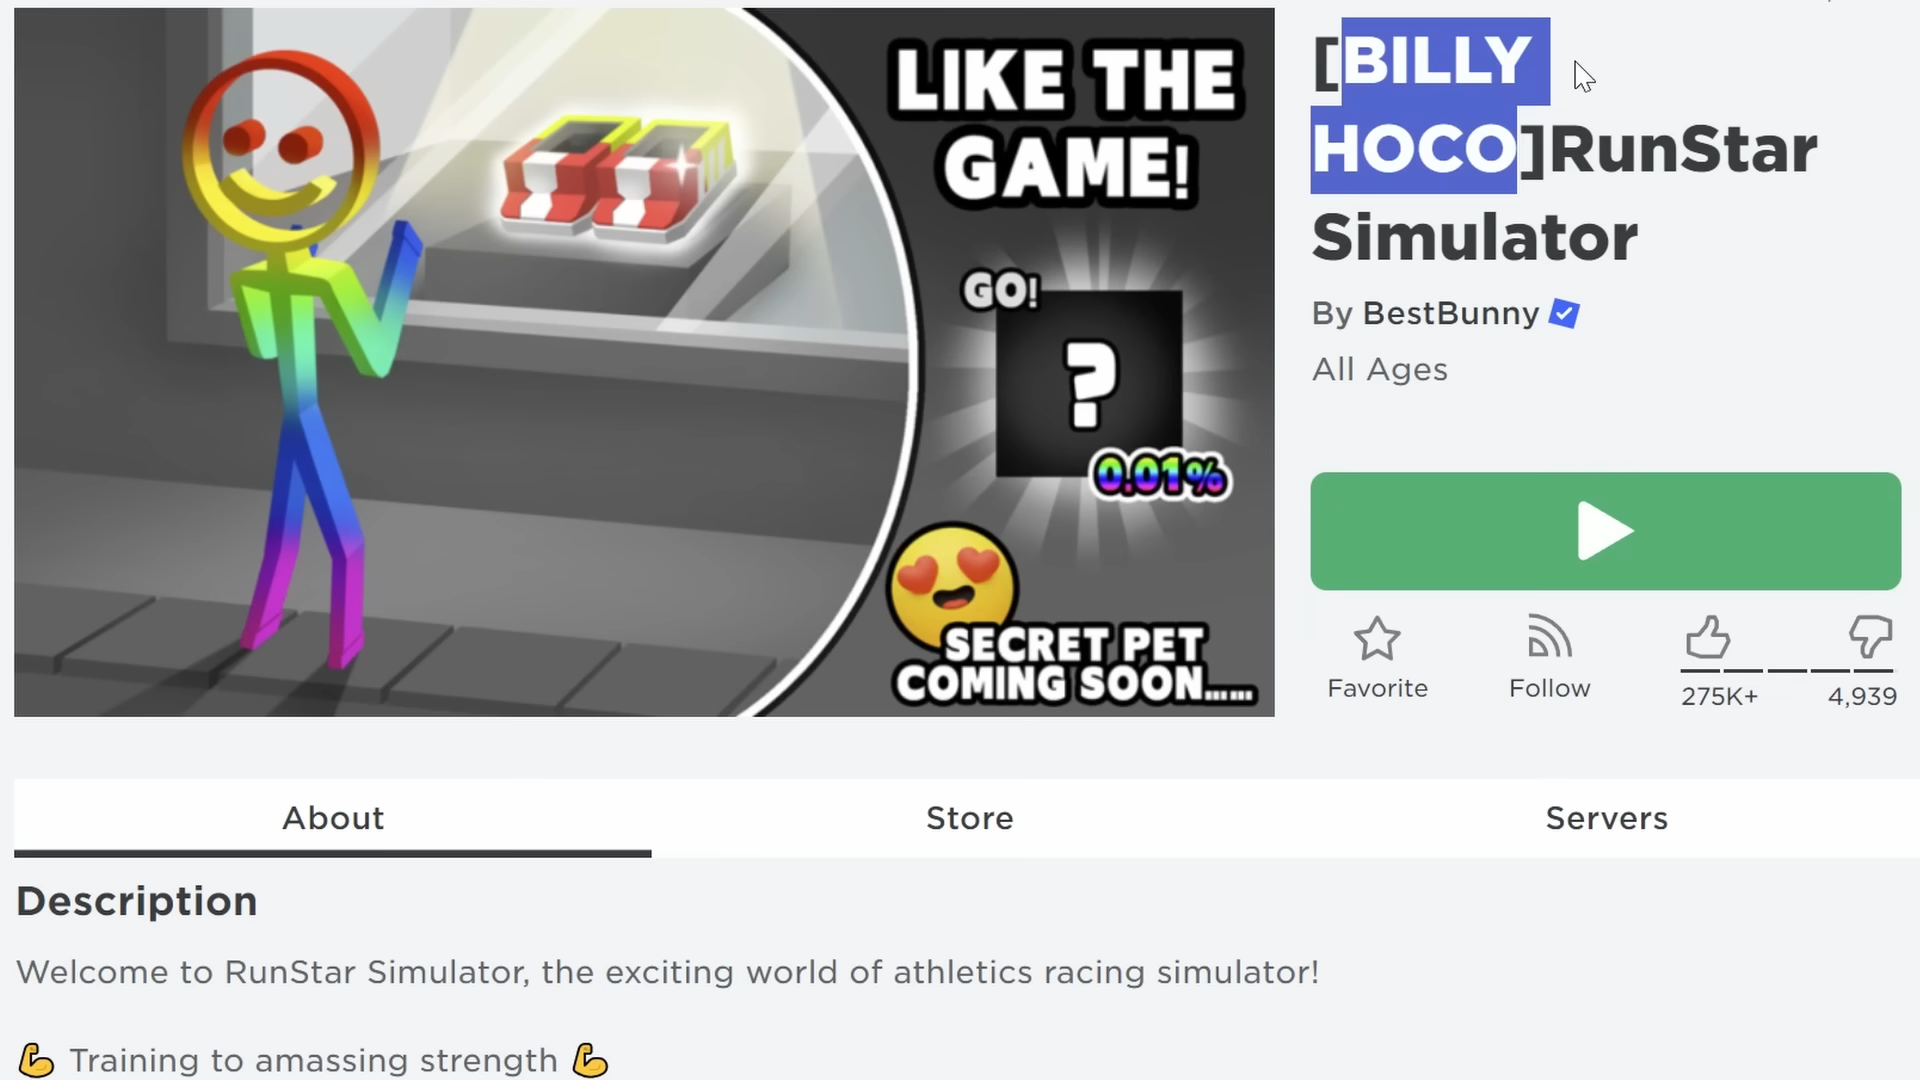 LIKE THE
GAME!
GO!
?
0.01%
SECRET PET
COMING SOON......
[BILLY
HOCO]RunStar
Simulator
By BestBunny
All Ages
Favorite
Follow
275K+
4,939
About
Store
Servers
Description
Welcome to RunStar Simulator, the exciting world of athletics racing simulator!
💪 Training to amassing strength 💪